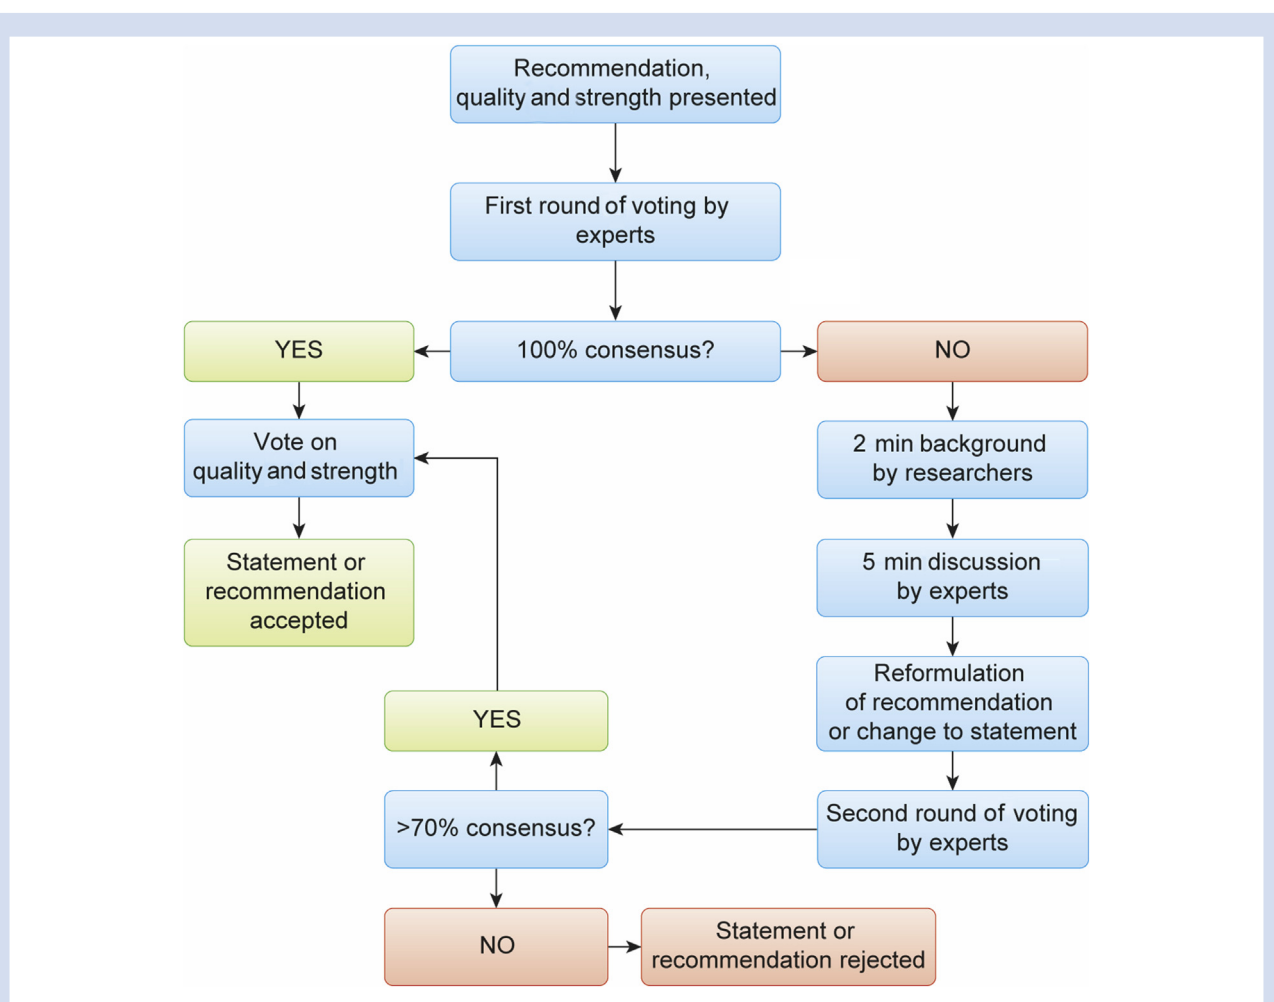 Recommendation,
quality and strength presented
First round of voting by
experts
YES
100% consensus?
NO
Vote on
quality and strength
2 min background
by researchers
Statement or
recommendation
accepted
5 min discussion
by experts
Reformulation
of recommendation
or change to statement
YES
Second round of voting
by experts
>70% consensus?
NO
Statement or
recommendation rejected